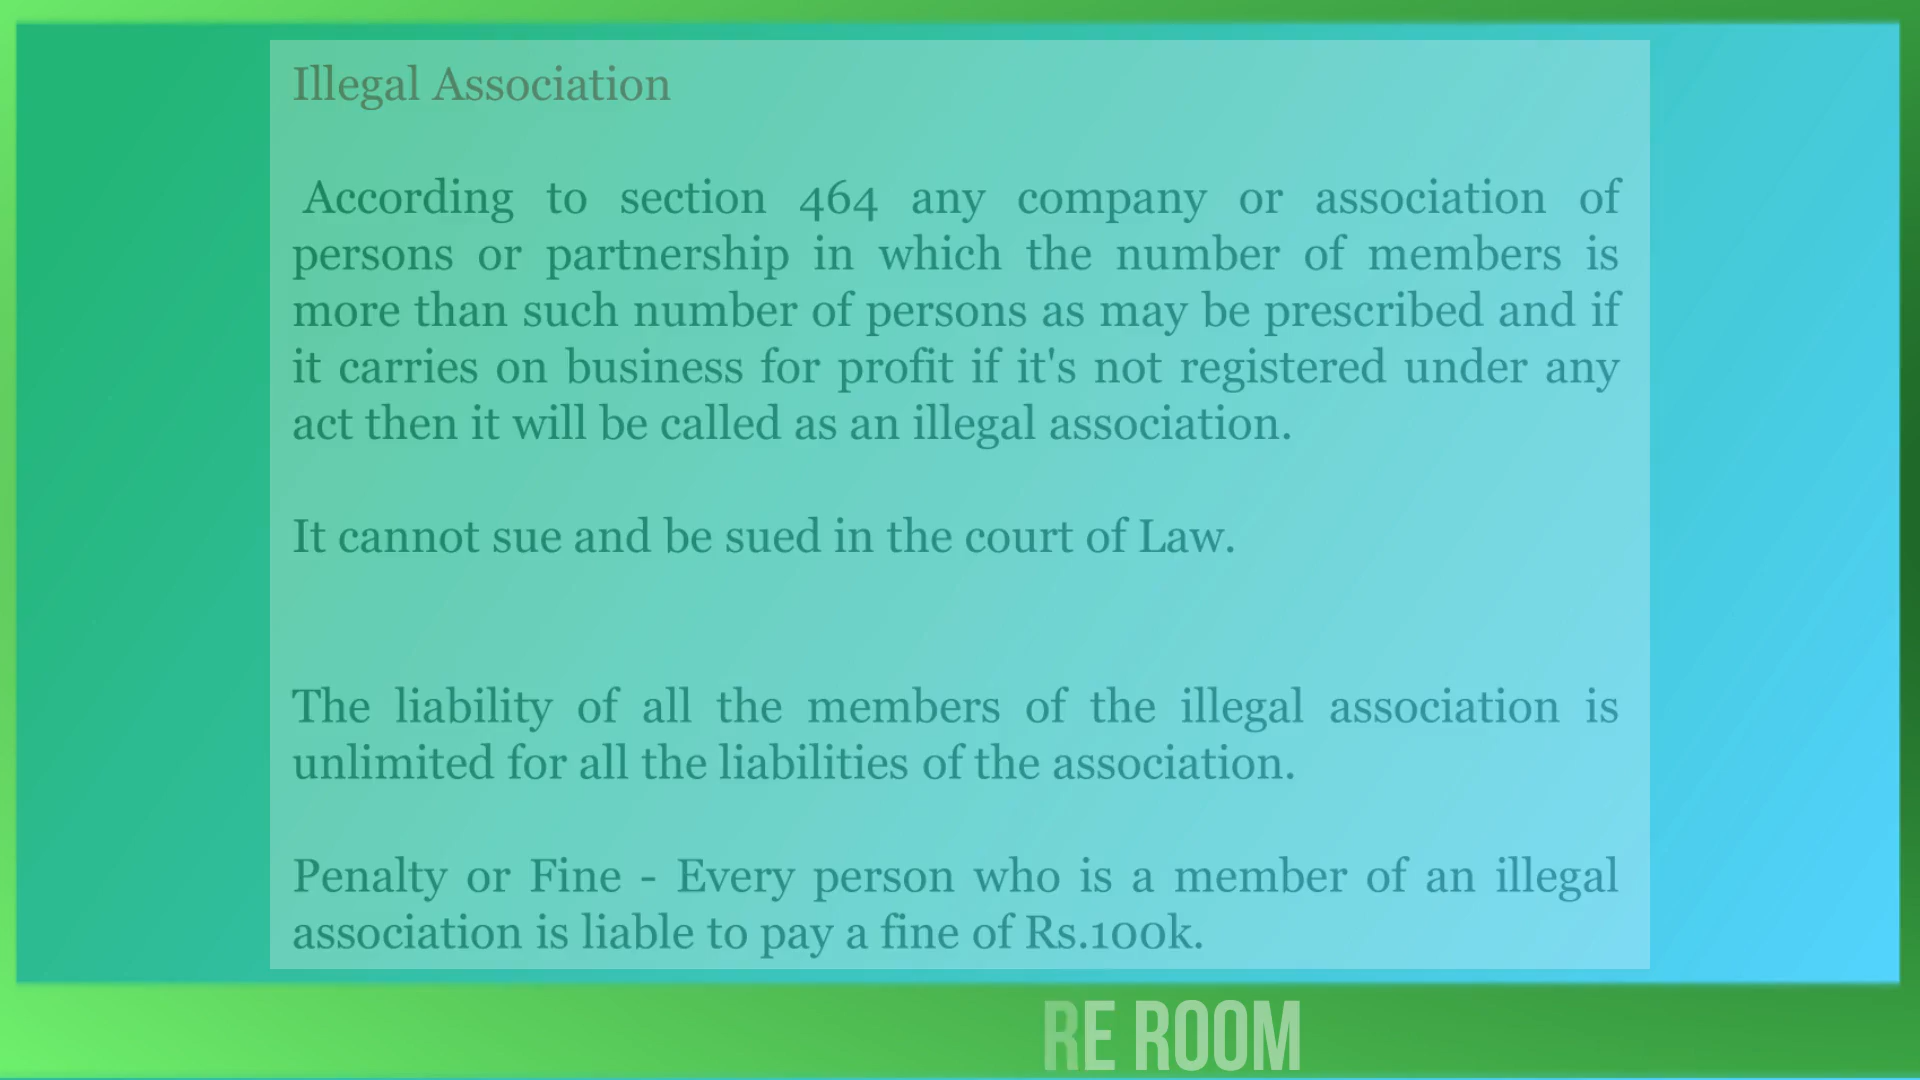 Illegal Association
According to section 464 any company or association of
persons or partnership in which the number of members is
more than such number of persons as may be prescribed and if
it carries on business for profit if it's not registered under any
act then it will be called as an illegal association.
It cannot sue and be sued in the court of Law.
The liability of all the members of the illegal association is
unlimited for all the liabilities of the association.
Penalty or Fine - Every person who is a member of an illegal
association is liable to pay a fine of Rs.100k.
RE ROOM